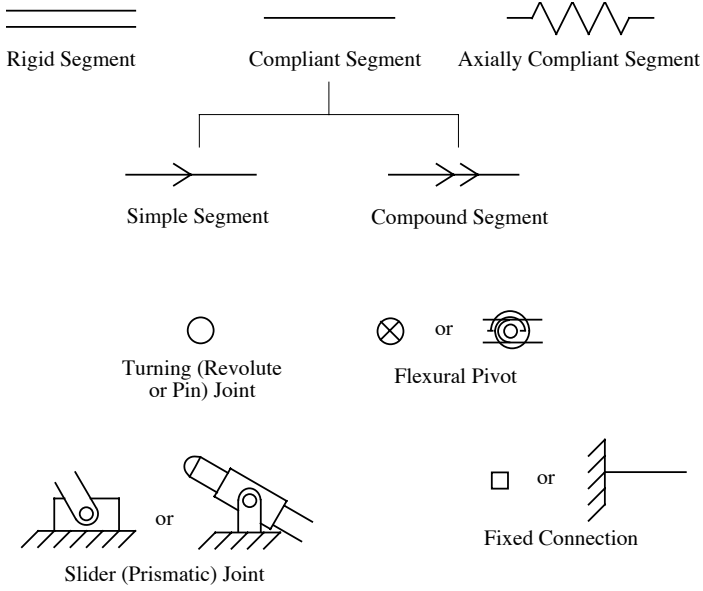 Rigid Segment
Compliant Segment
Axially Compliant Segment
Simple Segment
Compound Segment
Turning (Revolute
or Pin) Joint
or
Flexural Pivot
or
Slider (Prismatic) Joint
or
Fixed Connection